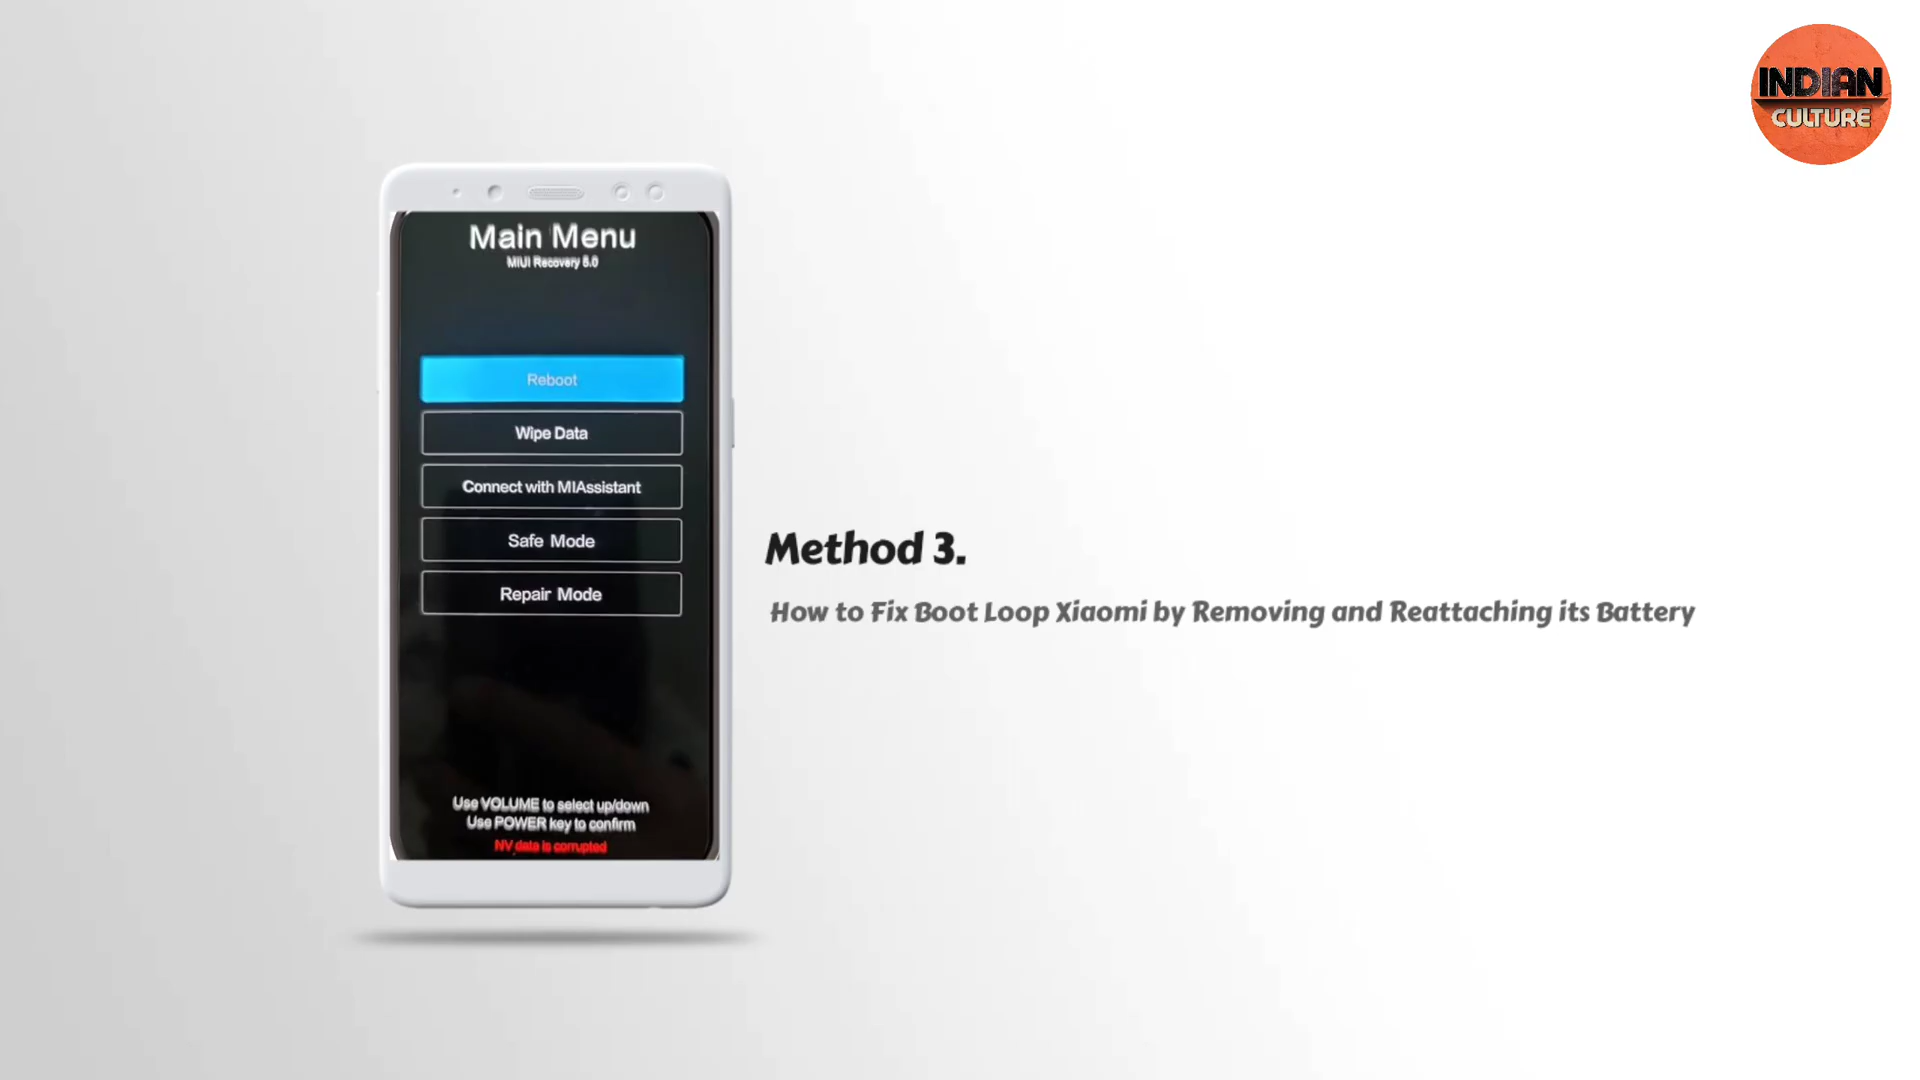 INDIAN
CULTURE
Main Menu
MIUI Recovery 5.0
Reboot
Wipe Data
Connect with MIAssistant
Safe Mode
Repair Mode
Use VOLUME to select up/down
Use POWER key to confirm
NV data is corrupted
Method 3.
How to Fix Boot Loop Xiaomi by Removing and Reattaching its Battery